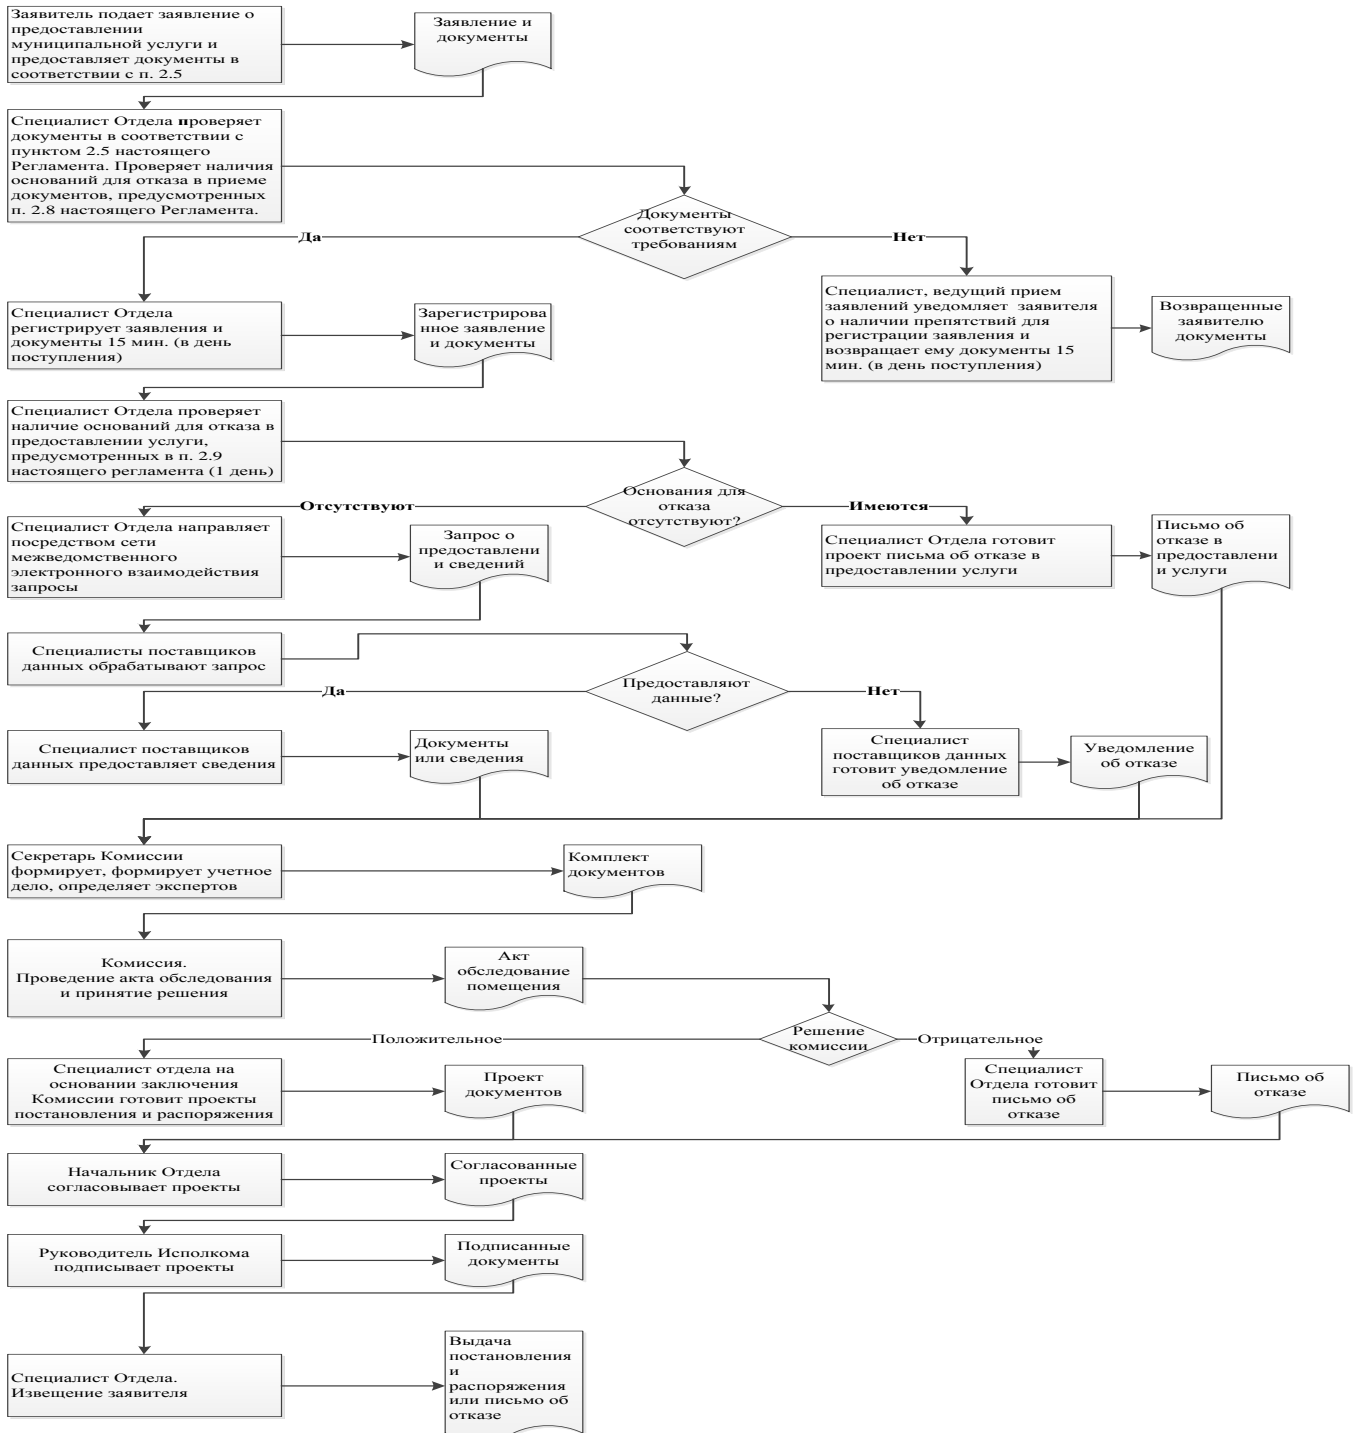 Заявитель подает заявление о
предоставлении
муниципальной услуги и
предоставляет документы в
соответствии с п. 2.5
Заявление и
документы
Специалист Отдела проверяет
документы в соответствии с
пунктом 2.5 настоящего
Регламента. Проверяет наличия
оснований для отказа в приеме
документов, предусмотренных
п. 2.8 настоящего Регламента.
Документы
соответствуют
требованиям
Да
Нет
Специалист Отдела
регистрирует заявления и
документы 15 мин. (в день
поступления)
Зарегистрирова
нное заявление
и документы
Специалист, ведущий прием
заявлений уведомляет заявителя
о наличии препятствий для
регистрации заявления и
возвращает ему документы 15
мин. (в день поступления)
Возвращенные
заявителю
документы
Специалист Отдела проверяет
наличие оснований для отказа в
предоставлении услуги,
предусмотренных в п. 2.9
настоящего регламента (1 день)
Основания для
отказа
отсутствуют?
Отсутствуют
Имеются
Специалист Отдела направляет
посредством сети
межведомственного
электронного взаимодействия
запросы
Запрос о
предоставлени
и сведений
Специалист Отдела готовит
проект письма об отказе в
предоставлении услуги
Письмо об
отказе в
предоставлени
и услуги
Специалисты поставщиков
данных обрабатывают запрос
Предоставляют
данные?
Да
Нет
Специалист поставщиков
данных предоставляет сведения
Документы
или сведения
Специалист
поставщиков данных
готовит уведомление
об отказе
Уведомление
об отказе
Секретарь Комиссии
формирует, формирует учетное
дело, определяет экспертов
Комплект
документов
Комиссия.
Проведение акта обследования
и принятие решения
Акт
обследование
помещения
Решение
комиссии
Положительное
Отрицательное
Специалист отдела на
основании заключения
Комиссии готовит проекты
постановления и распоряжения
Проект
документов
Специалист
Отдела готовит
письмо об
отказе
Письмо об
отказе
Начальник Отдела
согласовывает проекты
Согласованные
проекты
Руководитель Исполкома
подписывает проекты
Подписанные
документы
Специалист Отдела.
Извещение заявителя
Выдача
постановления
и
распоряжения
или письмо об
отказе